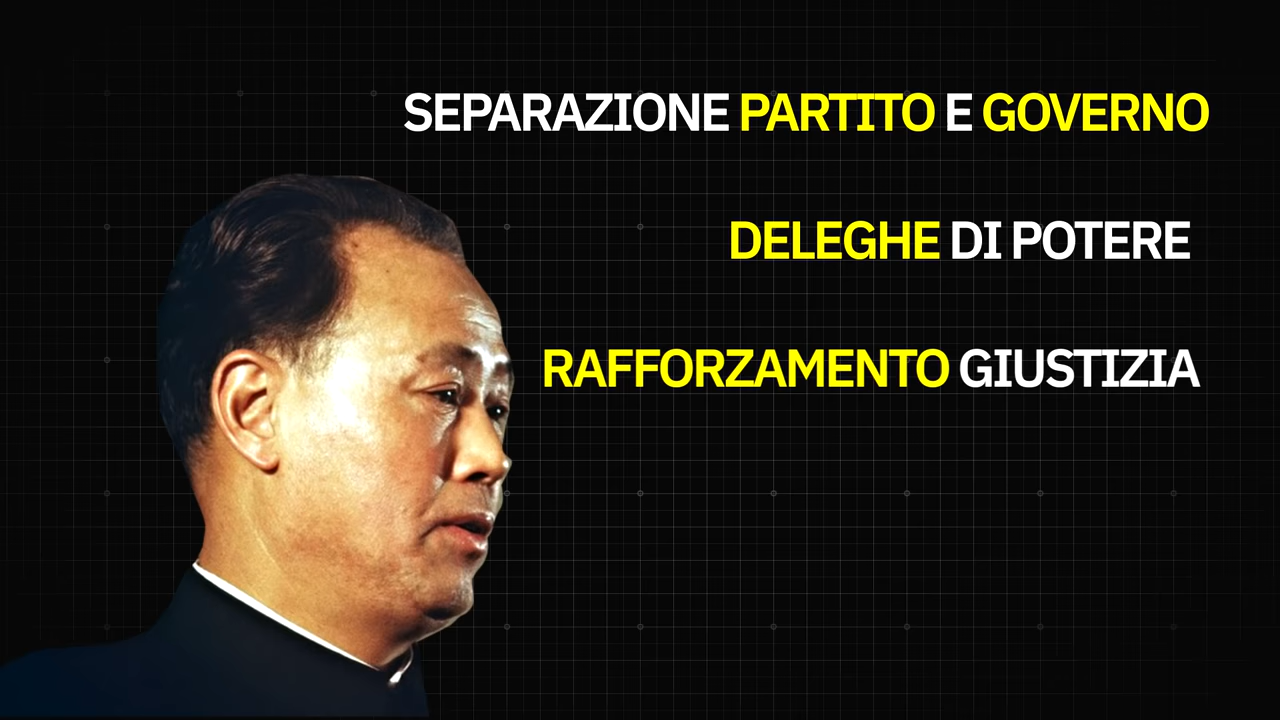 SEPARAZIONE PARTITO E GOVERNO
DELEGHE DI POTERE
RAFFORZAMENTO GIUSTIZIA